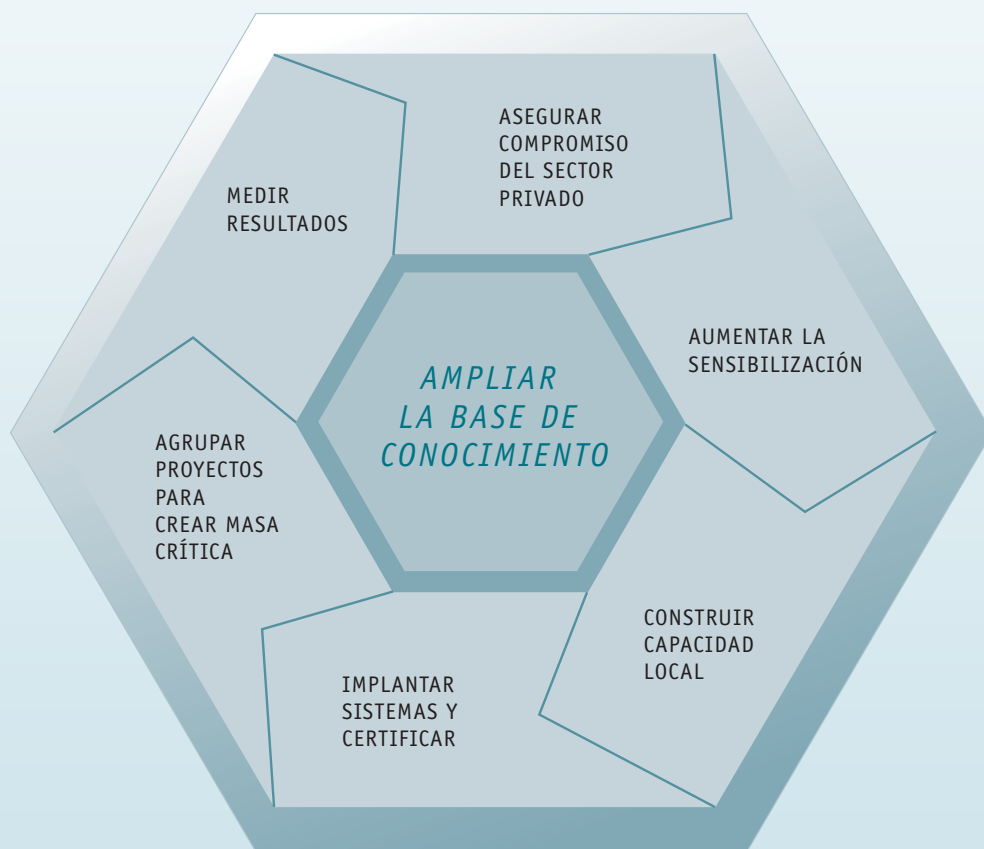 ASEGURAR
COMPROMISO
DEL SECTOR
PRIVADO
MEDIR
RESULTADOS
AUMENTAR LA
SENSIBILIZACIÓN
AMPLIAR
LA BASE DE
CONOCIMIENTO
AGRUPAR
PROYECTOS
PARA
CREAR MASA
CRÍTICA
CONSTRUIR
CAPACIDAD
LOCAL
IMPLANTAR
SISTEMAS Y
CERTIFICAR